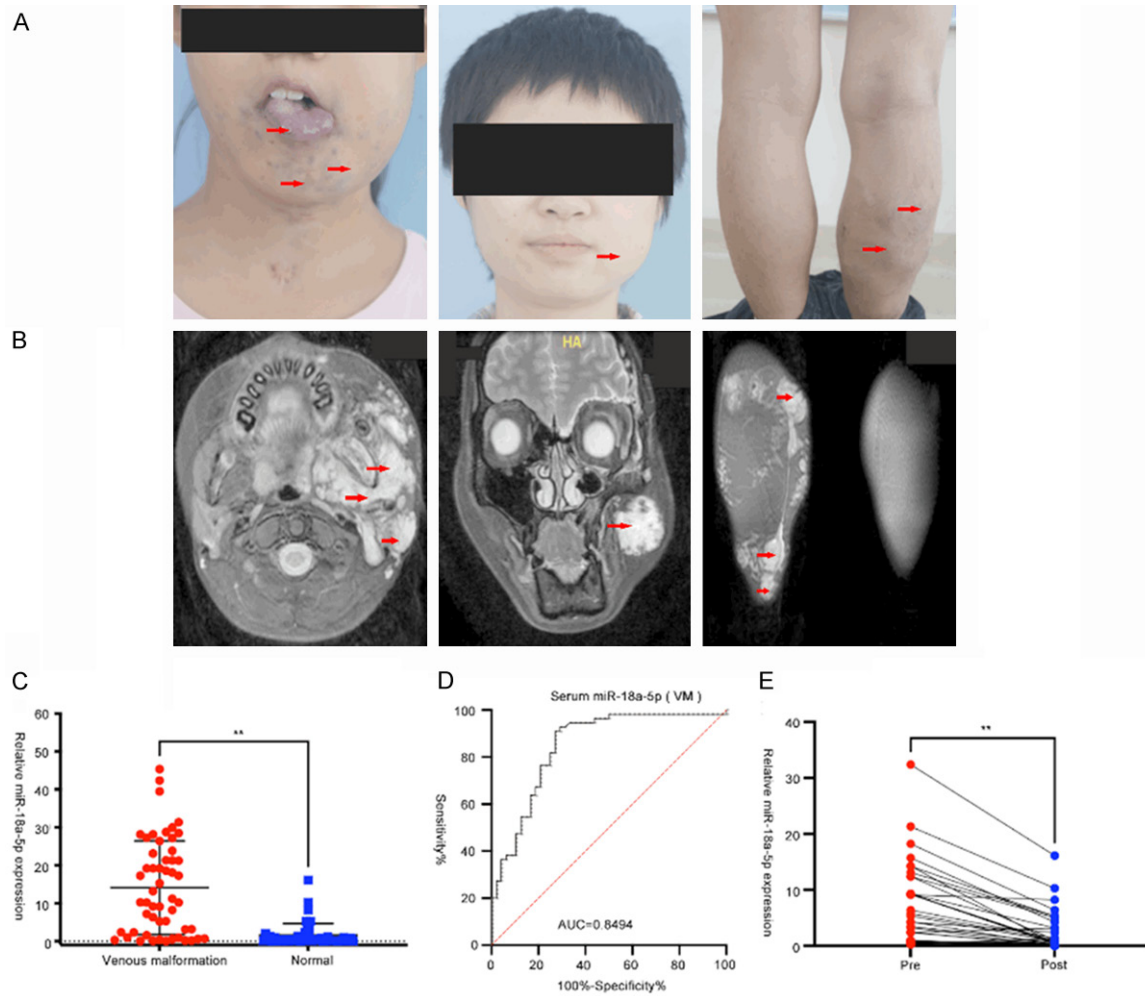 A
B
HA
C
Relative miR-18a-5p expression
60
50
40
30
20
10
0
**
Venous malformation
Normal
D
Serum miR-18a-5p ( VM )
Sensitivity%
100
80
60
40
20
0
AUC=0.8494
0
20
40
60
80
100
100%-Specificity%
E
Relative miR-18a-5p expression
40
30
20
10
0
**
Pre
Post